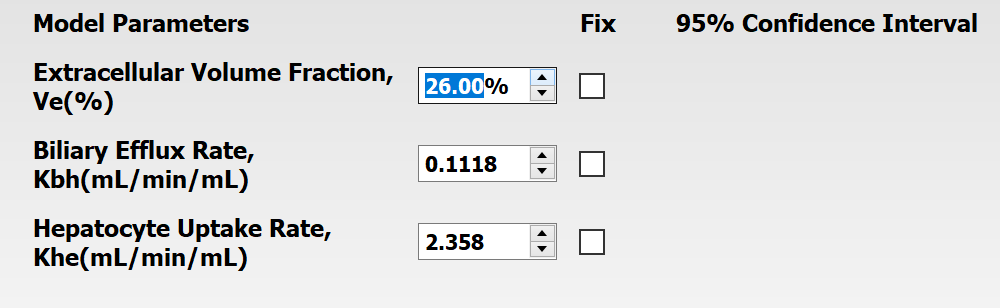 Model Parameters Fix 95% Confidence Interval
Extracellular Volume Fraction,
Ve(%)
26.00%
Biliary Efflux Rate,
Kbh(mL/min/mL)
0.1118
Hepatocyte Uptake Rate,
Khe(mL/min/mL)
2.358